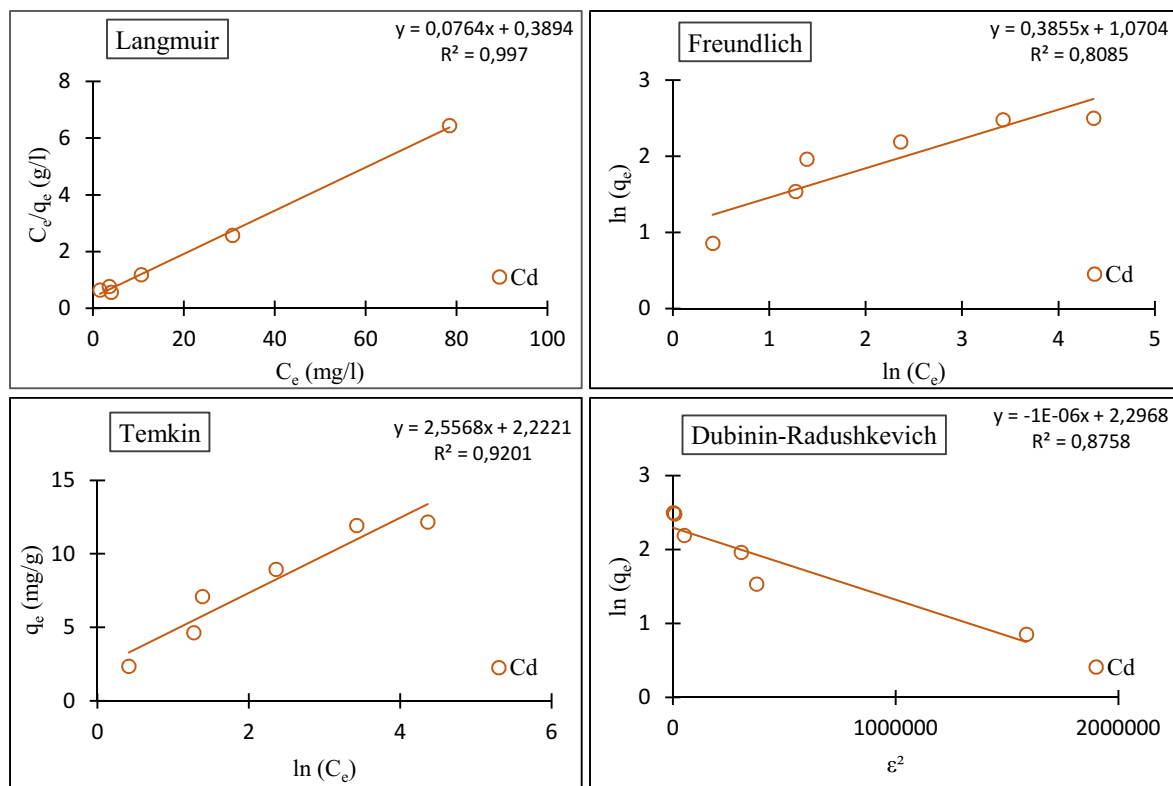 Langmuir
y = 0,0764x + 0,3894
R² = 0,997
8
6
4
2
0
0 20 40 60 80 100
Cₑ/qₑ (g/l)
Cₑ (mg/l)
Cd
Freundlich
y = 0,3855x + 1,0704
R² = 0,8085
3
2
1
0
0 1 2 3 4 5
ln (qₑ)
ln (Cₑ)
Cd
Temkin
y = 2,5568x + 2,2221
R² = 0,9201
15
10
5
0
0 2 4 6
qₑ (mg/g)
ln (Cₑ)
Cd
Dubinin-Radushkevich
y = -1E-06x + 2,2968
R² = 0,8758
3
2
1
0
0 1000000 2000000
ln (qₑ)
ε²
Cd